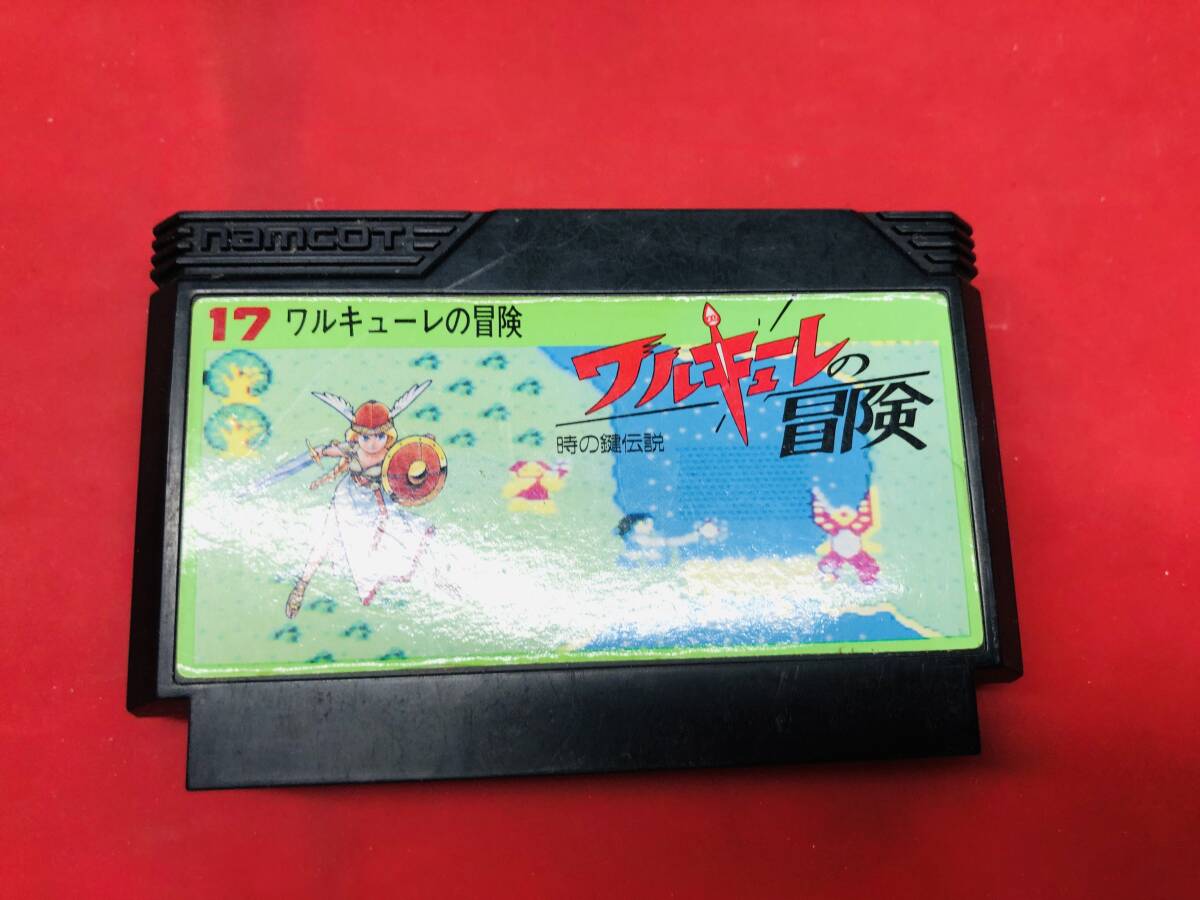 namcot
17 ワルキューレの冒険
ワルキューレの
冒険
時の鍵伝説